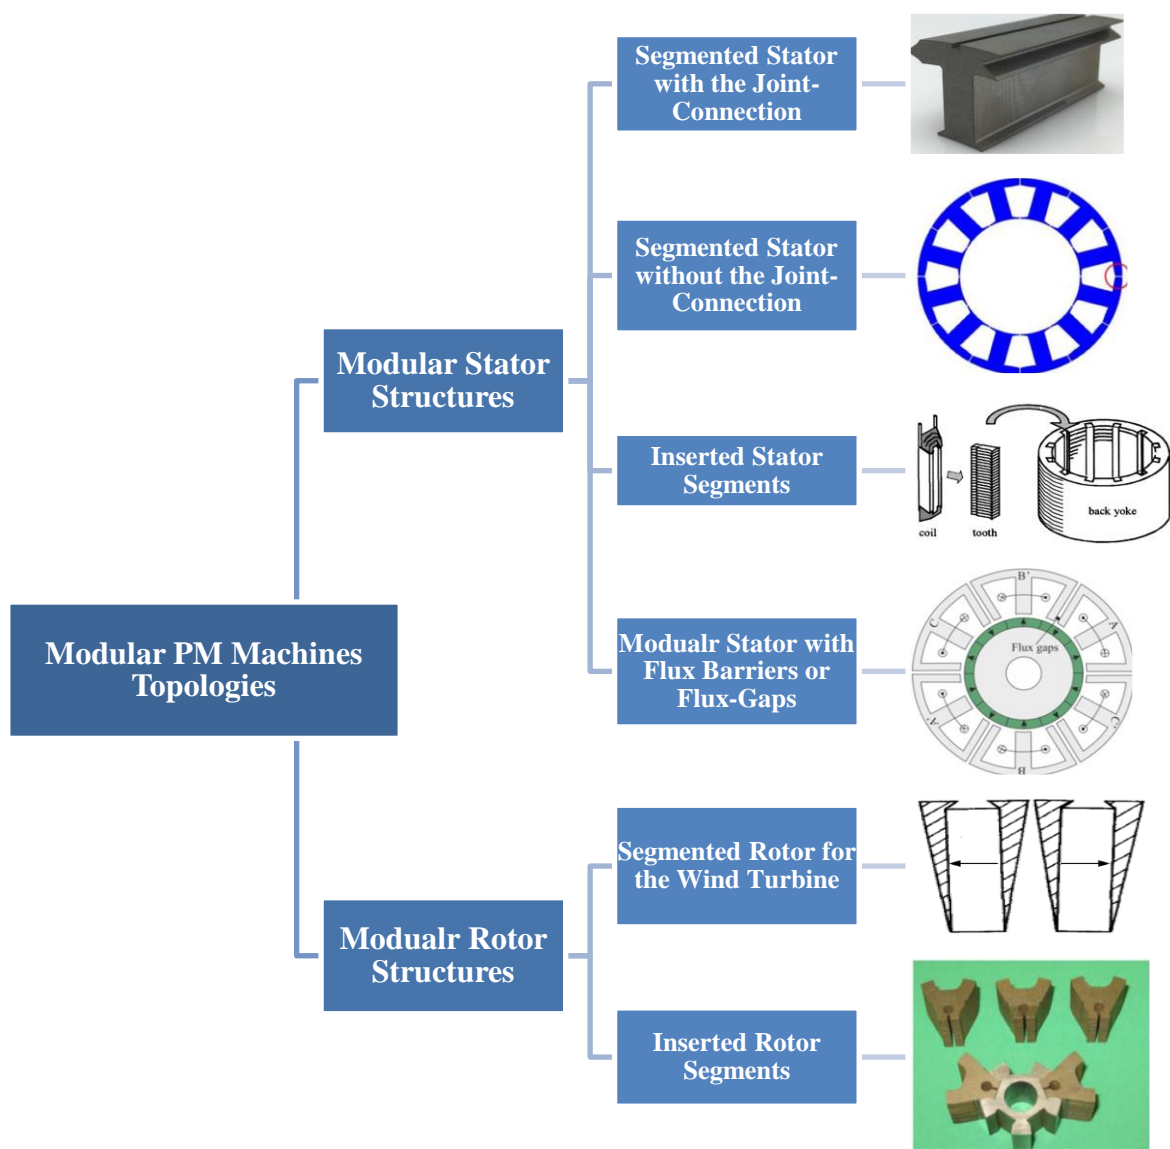 Segmented Stator
with the Joint-
Connection
Segmented Stator
without the Joint-
Connection
Modular Stator
Structures
Inserted Stator
Segments
back yoke
coil
tooth
Modular PM Machines
Topologies
Modualr Stator with
Flux Barriers or
Flux-Gaps
B'
C
A
Flux gaps
A'
C'
B
Segmented Rotor for
the Wind Turbine
Modualr Rotor
Structures
Inserted Rotor
Segments